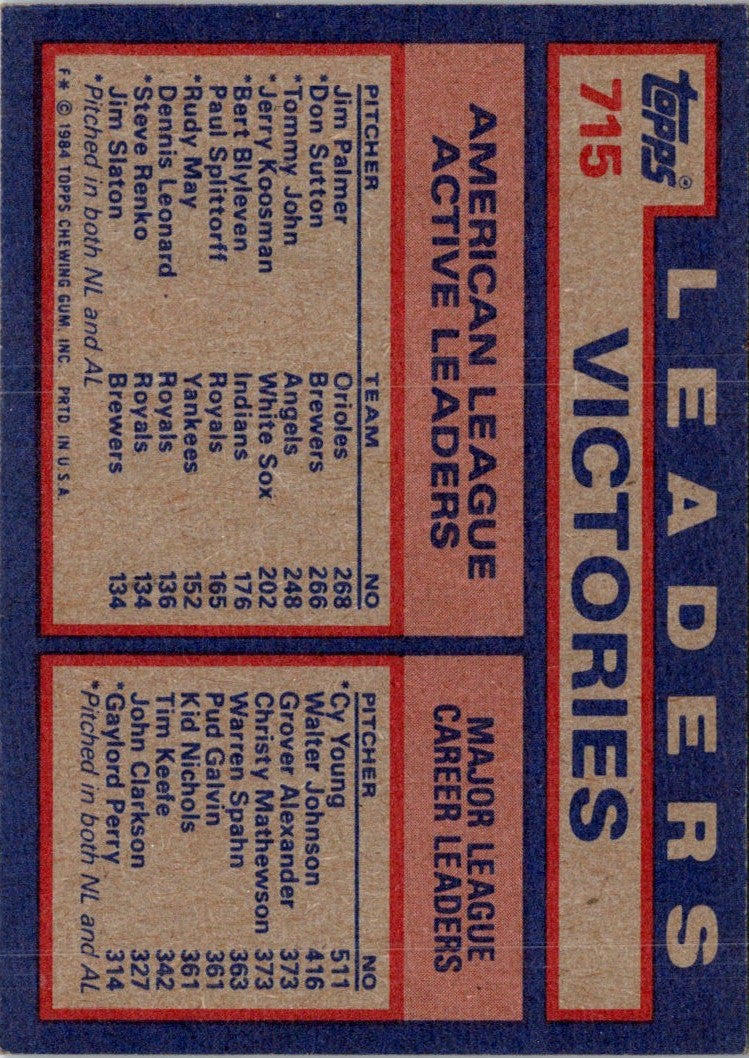 topps®
715
LEADERS
VICTORIES
AMERICAN LEAGUE
ACTIVE LEADERS
PITCHER TEAM NO
Jim Palmer Orioles 268
*Don Sutton Brewers 266
*Tommy John Angels 248
*Jerry Koosman White Sox 202
*Bert Blyleven Indians 176
Paul Splittorff Royals 165
*Rudy May Yankees 152
Dennis Leonard Royals 136
*Steve Renko Royals 134
Jim Slaton Brewers 134
*Pitched in both NL and AL
F* © 1984 TOPPS CHEWING GUM, INC. PRTD. IN U.S.A.
MAJOR LEAGUE
CAREER LEADERS
PITCHER NO
*Cy Young 511
Walter Johnson 416
Grover Alexander 373
Christy Mathewson 373
Warren Spahn 363
Pud Galvin 361
Kid Nichols 361
Tim Keefe 342
John Clarkson 327
*Gaylord Perry 314
*Pitched in both NL and AL